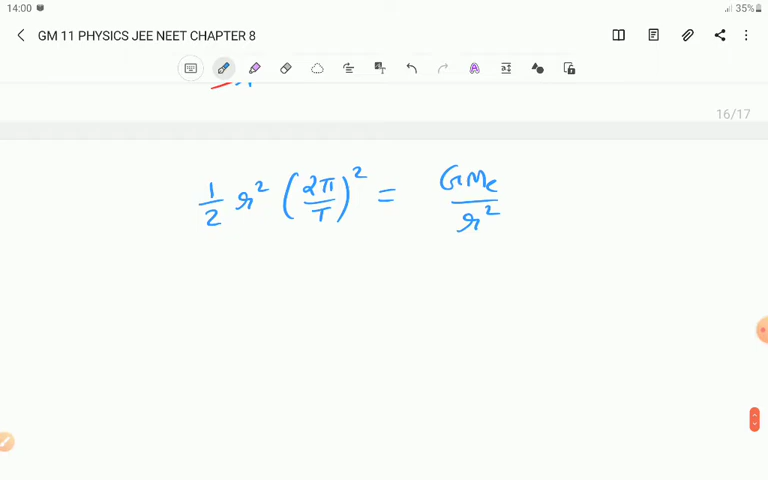 14:00 35%
GM 11 PHYSICS JEE NEET CHAPTER 8
16/17
1/2 r² (2π/T)² = GMe/r²